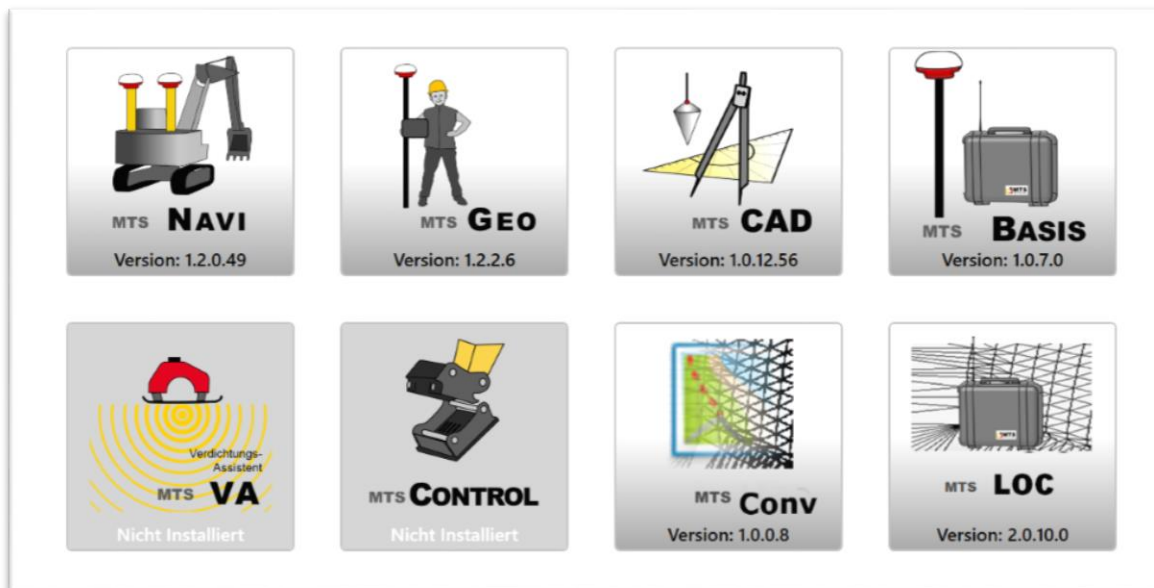 MTS NAVI
Version: 1.2.0.49
MTS GEO
Version: 1.2.2.6
MTS CAD
Version: 1.0.12.56
MTS
MTS BASIS
Version: 1.0.7.0
Verdichtungs-
Assistent
MTS VA
Nicht Installiert
MTS CONTROL
Nicht Installiert
MTS Conv
Version: 1.0.0.8
MTS
MTS LOC
Version: 2.0.10.0